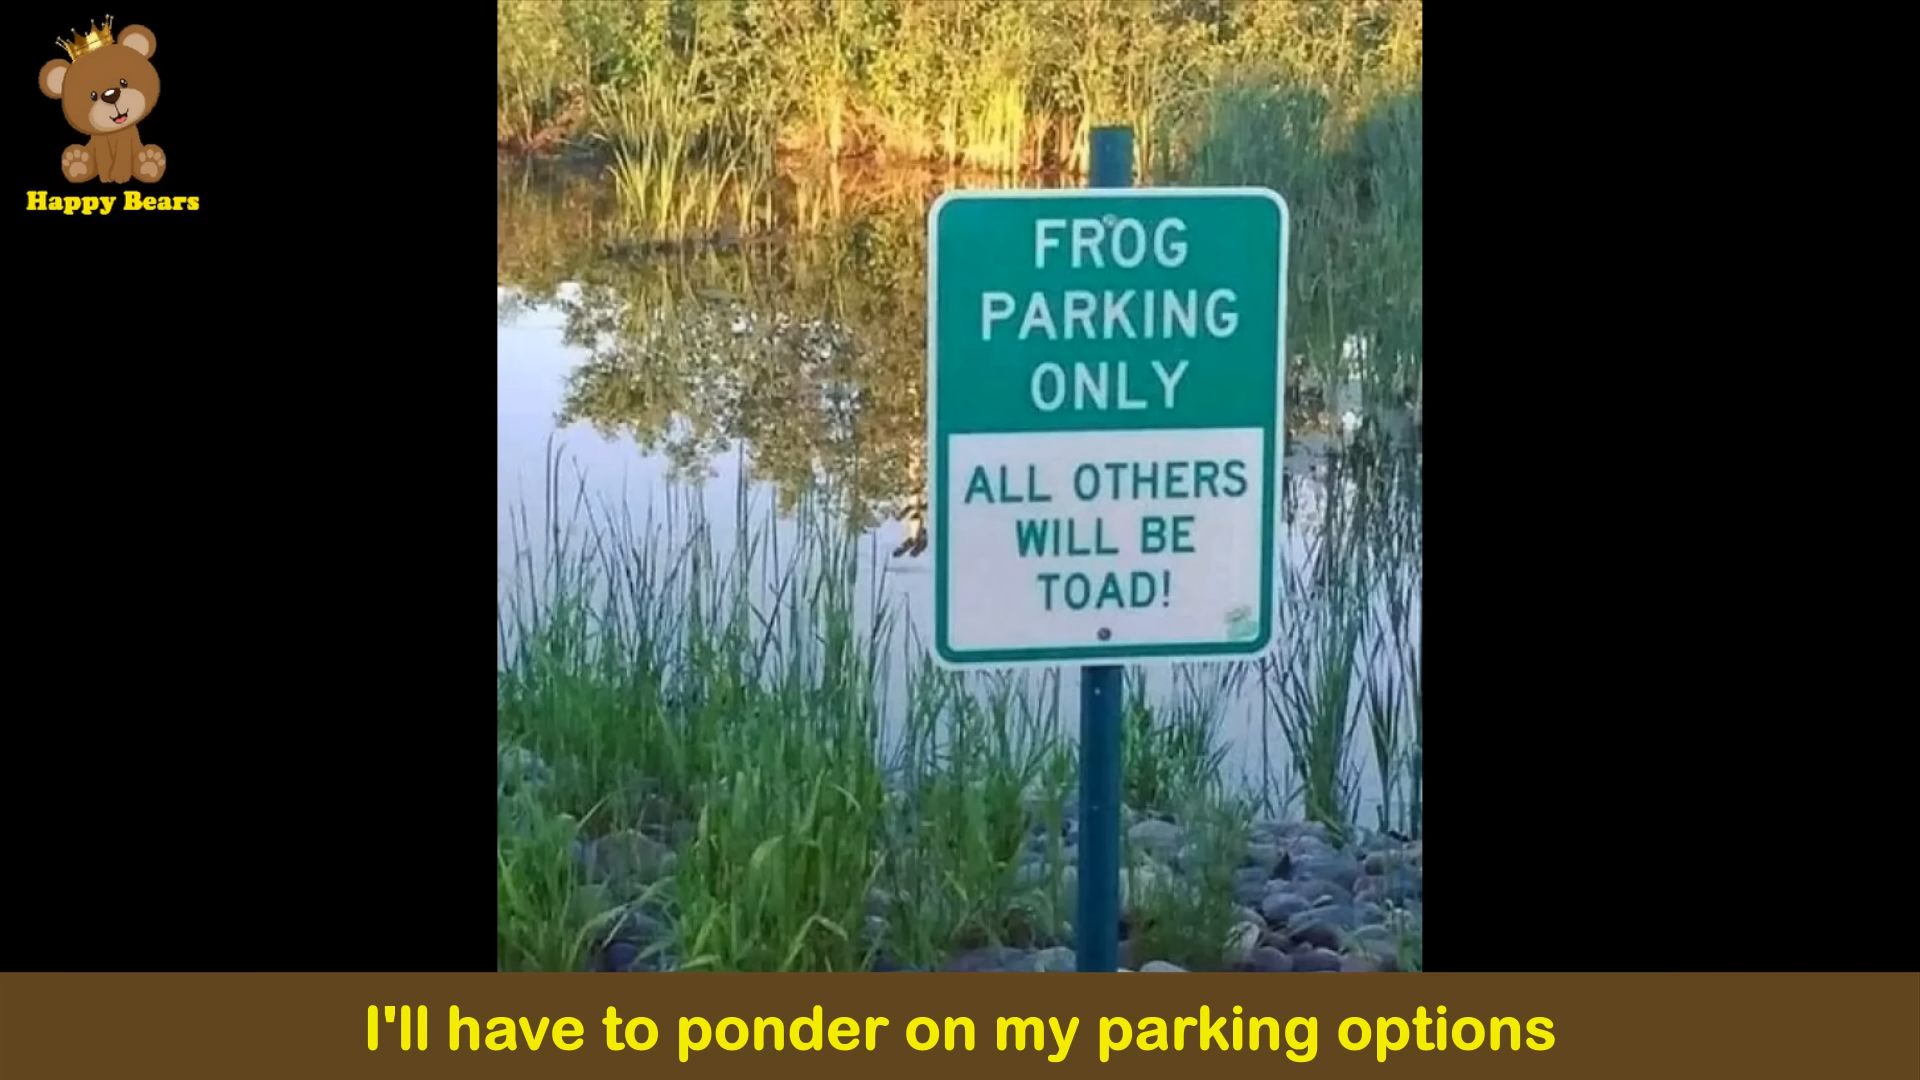 Happy Bears
FROG
PARKING
ONLY
ALL OTHERS
WILL BE
TOAD!
I'll have to ponder on my parking options